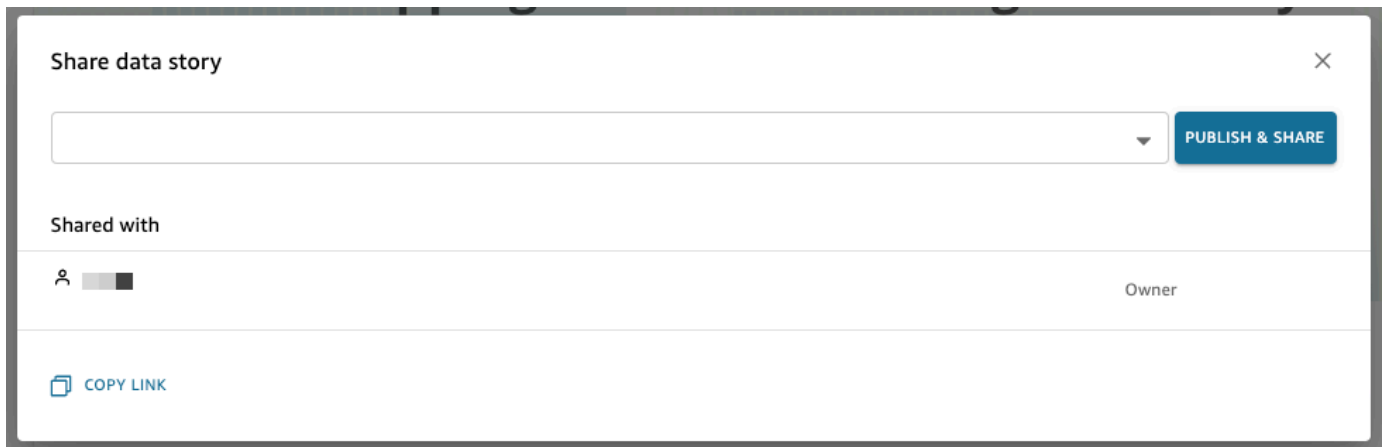 Share data story
PUBLISH & SHARE
Shared with
Owner
COPY LINK